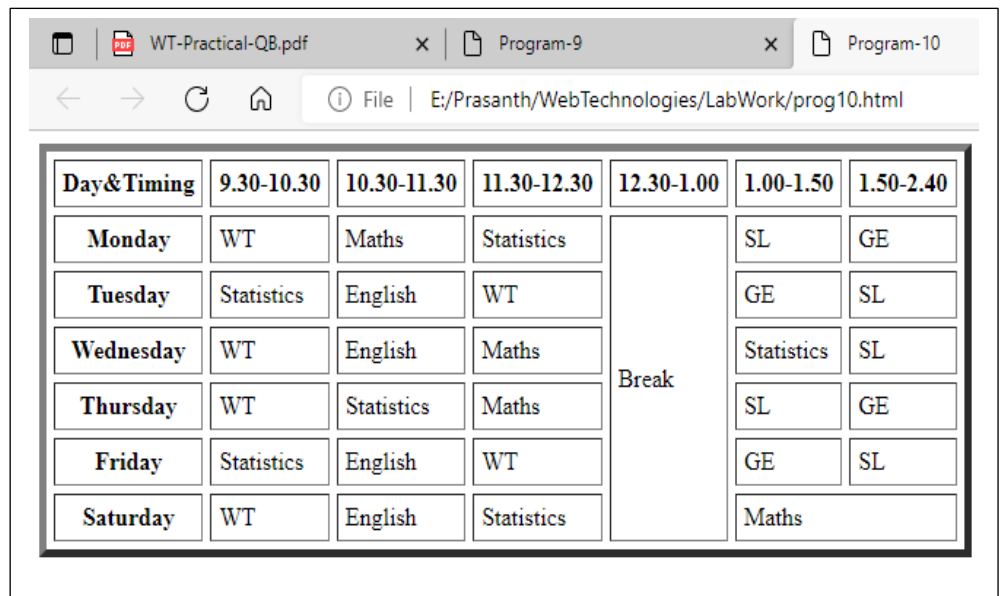 WT-Practical-QB.pdf Program-9 Program-10
File E:/Prasanth/WebTechnologies/LabWork/prog10.html
Day&Timing 9.30-10.30 10.30-11.30 11.30-12.30 12.30-1.00 1.00-1.50 1.50-2.40
Monday WT Maths Statistics SL GE
Tuesday Statistics English WT GE SL
Wednesday WT English Maths Statistics SL
Break
Thursday WT Statistics Maths SL GE
Friday Statistics English WT GE SL
Saturday WT English Statistics Maths